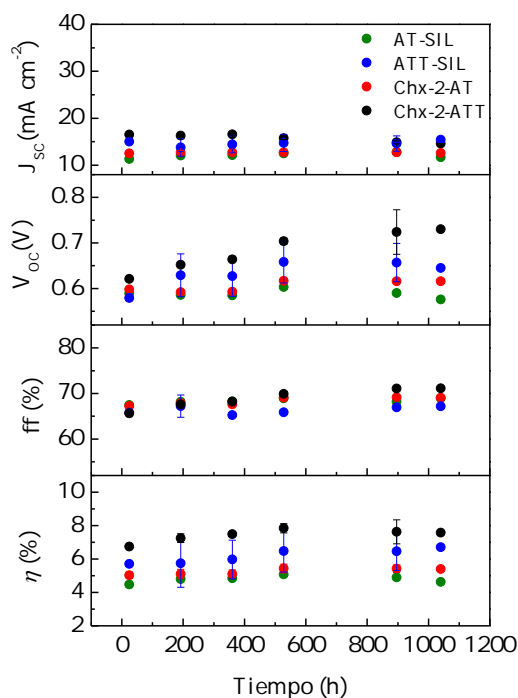 40
30
20
10
J_SC (mA cm^-2)
AT-SIL
ATT-SIL
Chx-2-AT
Chx-2-ATT
0.8
0.7
0.6
V_OC (V)
80
70
60
ff (%)
10
8
6
4
2
η (%)
0 200 400 600 800 1000 1200
Tiempo (h)